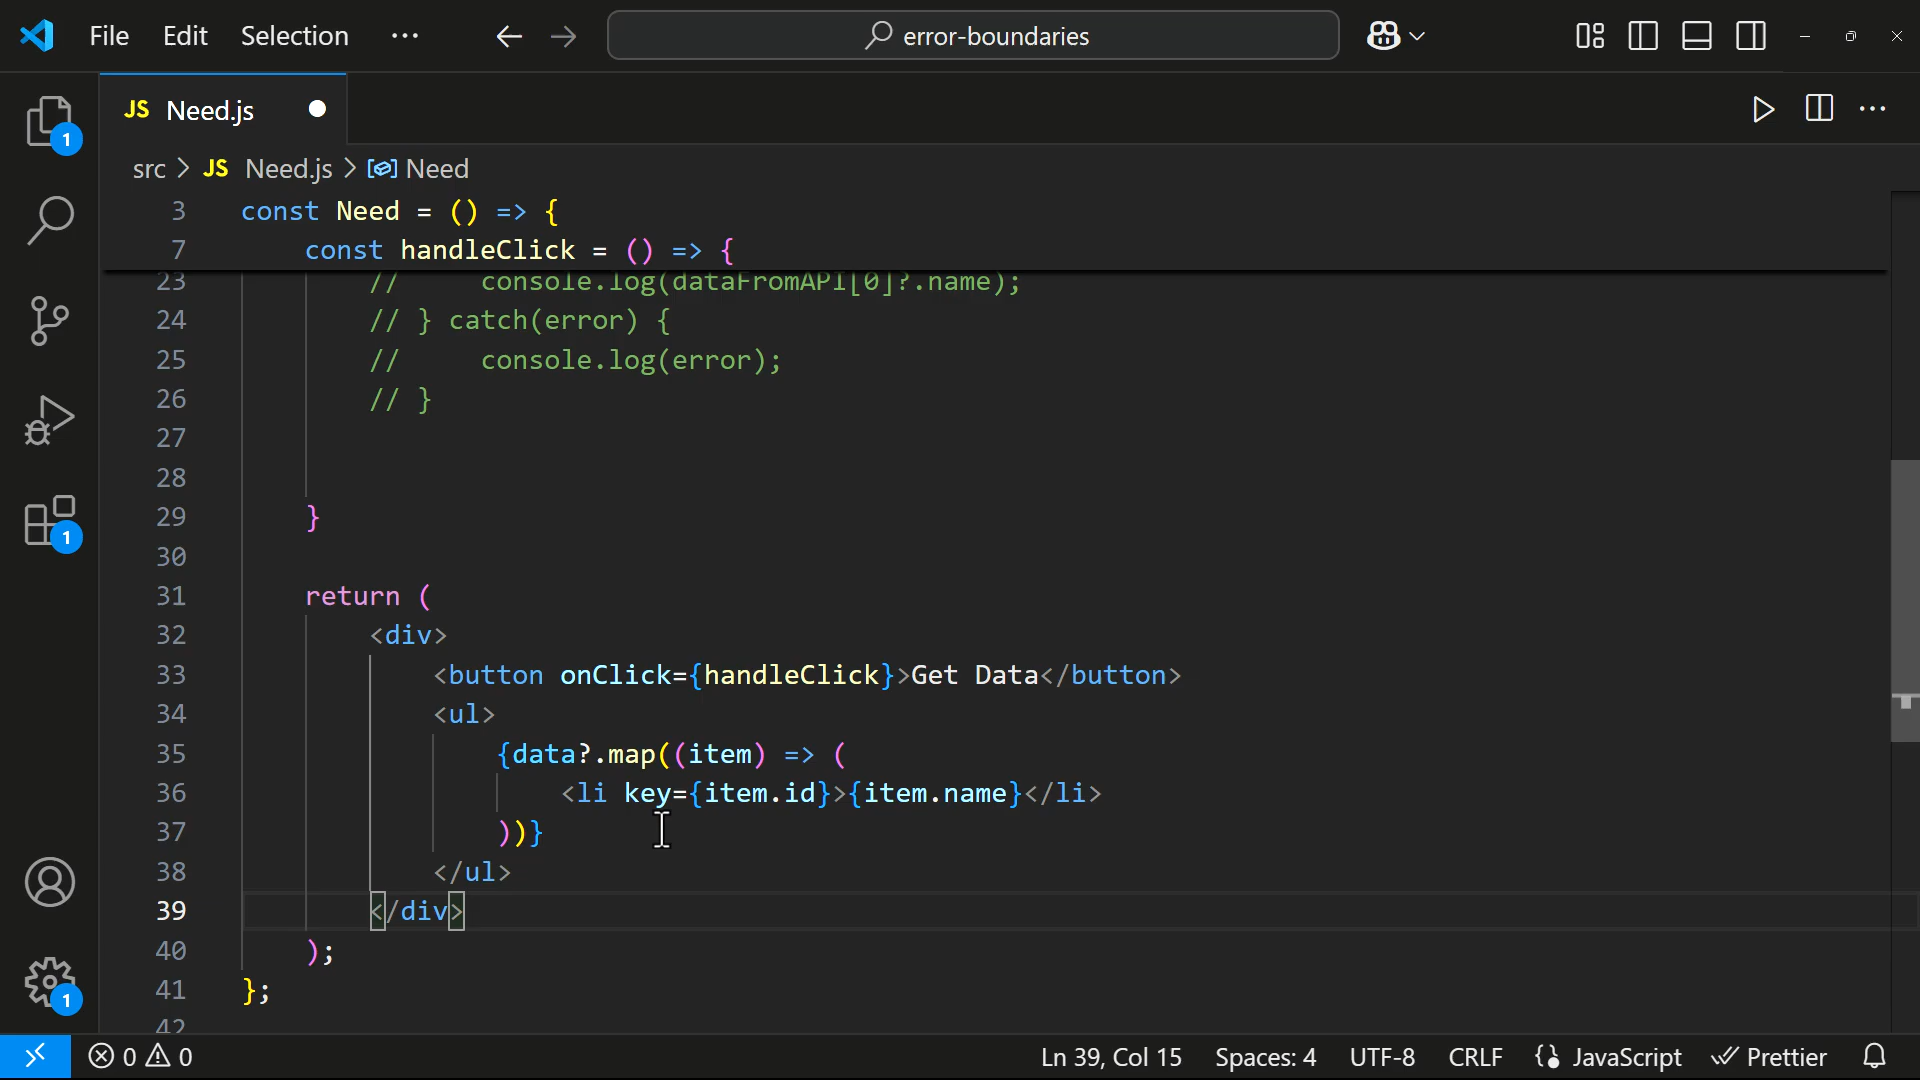 File Edit Selection ··· error-boundaries
JS Need.js
src > JS Need.js > Need
3 const Need = () => {
7 const handleClick = () => {
23 // console.log(dataFromAPI[0]?.name);
24 // } catch(error) {
25 // console.log(error);
26 // }
27
28
29 }
30
31 return (
32 <div>
33 <button onClick={handleClick}>Get Data</button>
34 <ul>
35 {data?.map((item) => (
36 <li key={item.id}>{item.name}</li>
37 ))}
38 </ul>
39 </div>
40 );
41 };
42
1
1
1
0 0 Ln 39, Col 15 Spaces: 4 UTF-8 CRLF JavaScript Prettier